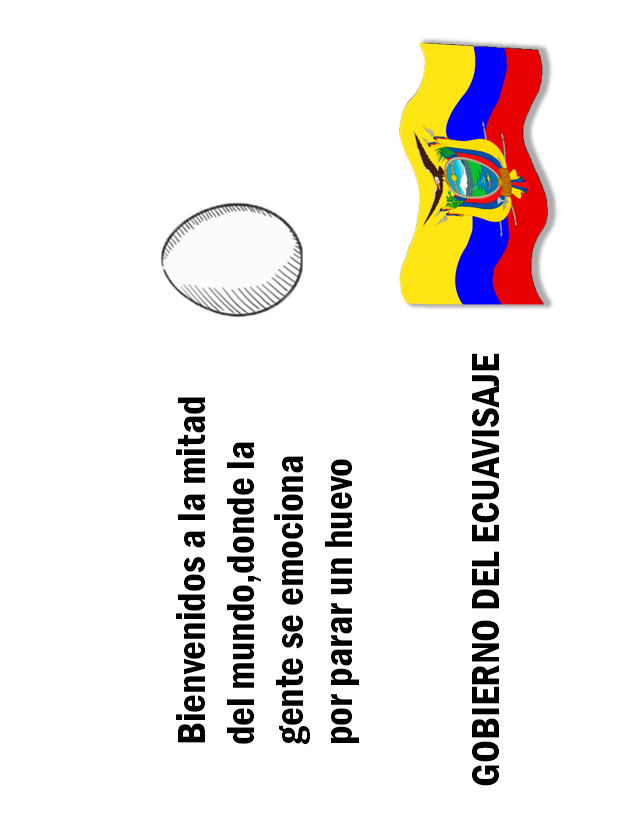 Bienvenidos a la mitad
del mundo,donde la
gente se emociona
por parar un huevo
GOBIERNO DEL ECUAVISAJE